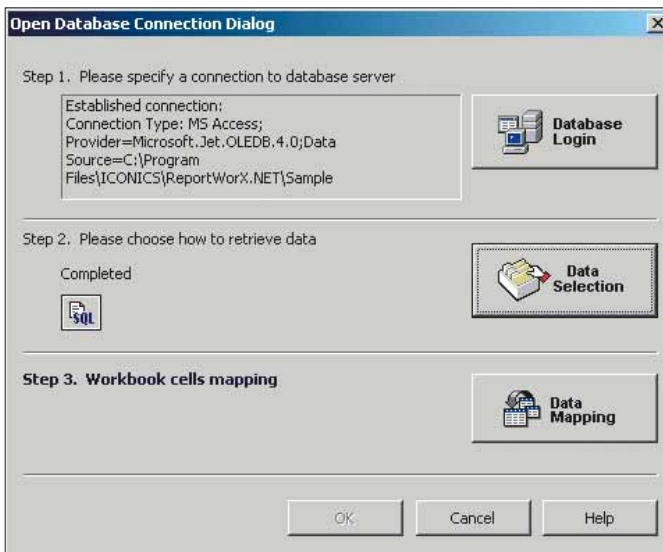 Open Database Connection Dialog
Step 1. Please specify a connection to database server
Established connection:
Connection Type: MS Access;
Provider=Microsoft.Jet.OLEDB.4.0;Data
Source=C:\Program
Files\ICONICS\ReportWorX.NET\Sample
Database
Login
Step 2. Please choose how to retrieve data
Completed
SQL
Data
Selection
Step 3. Workbook cells mapping
Data
Mapping
OK
Cancel
Help